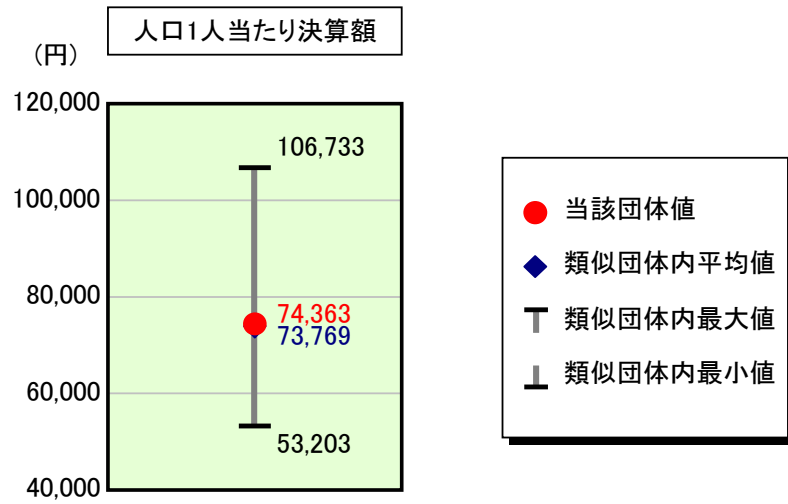 人口1人当たり決算額
（円）
120,000
100,000
80,000
60,000
40,000
106,733
74,363
73,769
53,203
当該団体値
類似団体内平均値
類似団体内最大値
類似団体内最小値